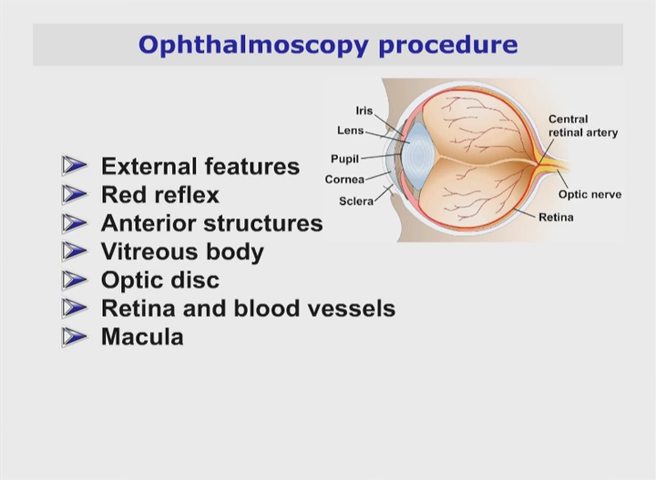 Ophthalmoscopy procedure
External features
Red reflex
Anterior structures
Vitreous body
Optic disc
Retina and blood vessels
Macula
Iris
Lens
Pupil
Cornea
Sclera
Central
retinal artery
Optic nerve
Retina